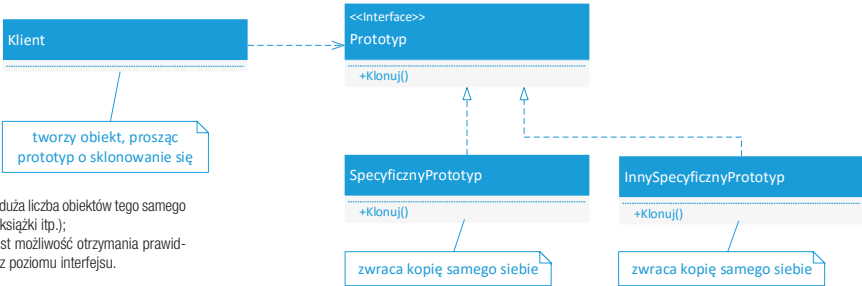 Klient
<<Interface>>
Prototyp
+Klonuj()
tworzy obiekt, prosząc
prototyp o sklonowanie się
SpecyficznyPrototyp
+Klonuj()
InnySpecyficznyPrototyp
+Klonuj()
zwraca kopię samego siebie
zwraca kopię samego siebie
duża liczba obiektów tego samego
książki itp.);
st możliwość otrzymania prawid-
z poziomu interfejsu.